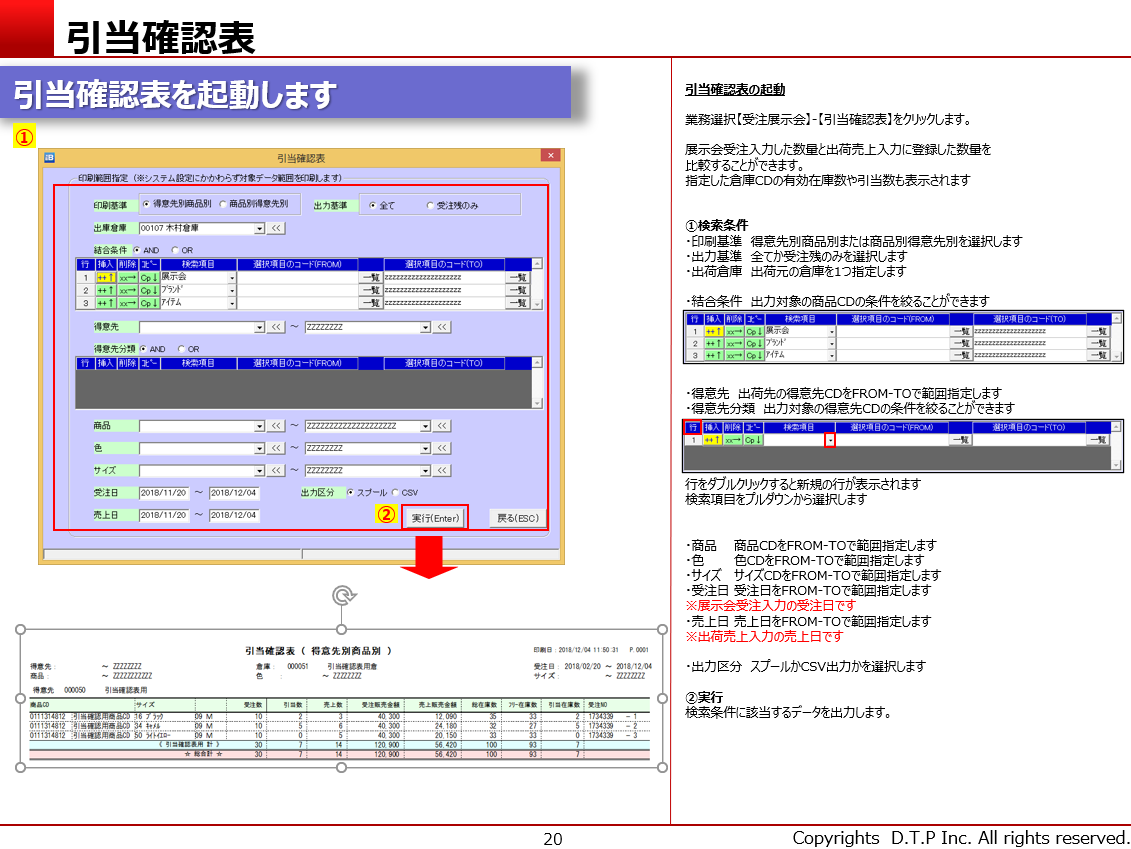 引当確認表
引当確認表を起動します
①
引当確認表
印刷範囲指定（※システム設定にかかわらず対象データ範囲を印刷します）
印刷基準 得意先別商品別 商品別得意先別 出力基準 全て 受注残のみ
出庫倉庫 00107 木村倉庫 <<
結合条件 AND OR
行 挿入 削除 ｺﾋﾟｰ 検索項目 選択項目のコード(FROM) 選択項目のコード(TO)
1 ++↑ xx→ Cp↓ 展示会 一覧 zzzzzzzzzzzzzzzzzzzz 一覧
2 ++↑ xx→ Cp↓ ﾌﾞﾗﾝﾄﾞ 一覧 zzzzzzzzzzzzzzzzzzzz 一覧
3 ++↑ xx→ Cp↓ ｱｲﾃﾑ 一覧 zzzzzzzzzzzzzzzzzzzz 一覧
得意先 << ～ ZZZZZZZZ <<
得意先分類 AND OR
行 挿入 削除 ｺﾋﾟｰ 検索項目 選択項目のコード(FROM) 選択項目のコード(TO)
商品 << ～ ZZZZZZZZZZZZZZZZZZZZ <<
色 << ～ ZZZZZZZZ <<
サイズ << ～ ZZZZZZZZ <<
受注日 2018/11/20 ～ 2018/12/04 出力区分 スプール CSV
売上日 2018/11/20 ～ 2018/12/04
② 実行(Enter) 戻る(ESC)
引当確認表（ 得意先別商品別 ）
印刷日：2018/12/04 11:50:31 P.0001
得意先： ～ ZZZZZZZZ 倉庫： 000051 引当確認表用倉 受注日： 2018/02/20 ～ 2018/12/04
商品： ～ ZZZZZZZZZZZ 色： ～ ZZZZZZZZ サイズ： ～ ZZZZZZZZ
得意先 000050 引当確認表用
商品CD サイズ 受注数 引当数 売上数 受注販売金額 売上販売金額 総在庫数 ﾌﾘｰ在庫数 引当在庫数 受注NO
0111314812 引当確認用商品CD 16 ﾌﾞﾗｯｸ 09 M 10 2 3 40,300 12,090 35 33 2 1734339 － 1
0111314812 引当確認用商品CD 34 ｷｬﾒﾙ 09 M 10 5 6 40,300 24,180 32 27 5 1734339 － 2
0111314812 引当確認用商品CD 50 ﾗｲﾄｲｴﾛｰ 09 M 10 0 5 40,300 20,150 33 33 0 1734339 － 3
《 引当確認表用 計 》 30 7 14 120,900 56,420 100 93 7
☆ 総合計 ☆ 30 7 14 120,900 56,420 100 93 7
引当確認表の起動
業務選択【受注展示会】-【引当確認表】をクリックします。
展示会受注入力した数量と出荷売上入力に登録した数量を
比較することができます。
指定した倉庫CDの有効在庫数や引当数も表示されます
①検索条件
・印刷基準 得意先別商品別または商品別得意先別を選択します
・出力基準 全てか受注残のみを選択します
・出荷倉庫 出荷元の倉庫を1つ指定します
・結合条件 出力対象の商品CDの条件を絞ることができます
行 挿入 削除 ｺﾋﾟｰ 検索項目 選択項目のコード(FROM) 選択項目のコード(TO)
1 ++↑ xx→ Cp↓ 展示会 一覧 zzzzzzzzzzzzzzzzzzzz 一覧
2 ++↑ xx→ Cp↓ ﾌﾞﾗﾝﾄﾞ 一覧 zzzzzzzzzzzzzzzzzzzz 一覧
3 ++↑ xx→ Cp↓ ｱｲﾃﾑ 一覧 zzzzzzzzzzzzzzzzzzzz 一覧
・得意先 出荷先の得意先CDをFROM-TOで範囲指定します
・得意先分類 出力対象の得意先CDの条件を絞ることができます
行 挿入 削除 ｺﾋﾟｰ 検索項目 選択項目のコード(FROM) 選択項目のコード(TO)
1 ++↑ xx→ Cp↓ 一覧 一覧
行をダブルクリックすると新規の行が表示されます
検索項目をプルダウンから選択します
・商品 商品CDをFROM-TOで範囲指定します
・色 色CDをFROM-TOで範囲指定します
・サイズ サイズCDをFROM-TOで範囲指定します
・受注日 受注日をFROM-TOで範囲指定します
※展示会受注入力の受注日です
・売上日 売上日をFROM-TOで範囲指定します
※出荷売上入力の売上日です
・出力区分 スプールかCSV出力かを選択します
②実行
検索条件に該当するデータを出力します。
20
Copyrights D.T.P Inc. All rights reserved.